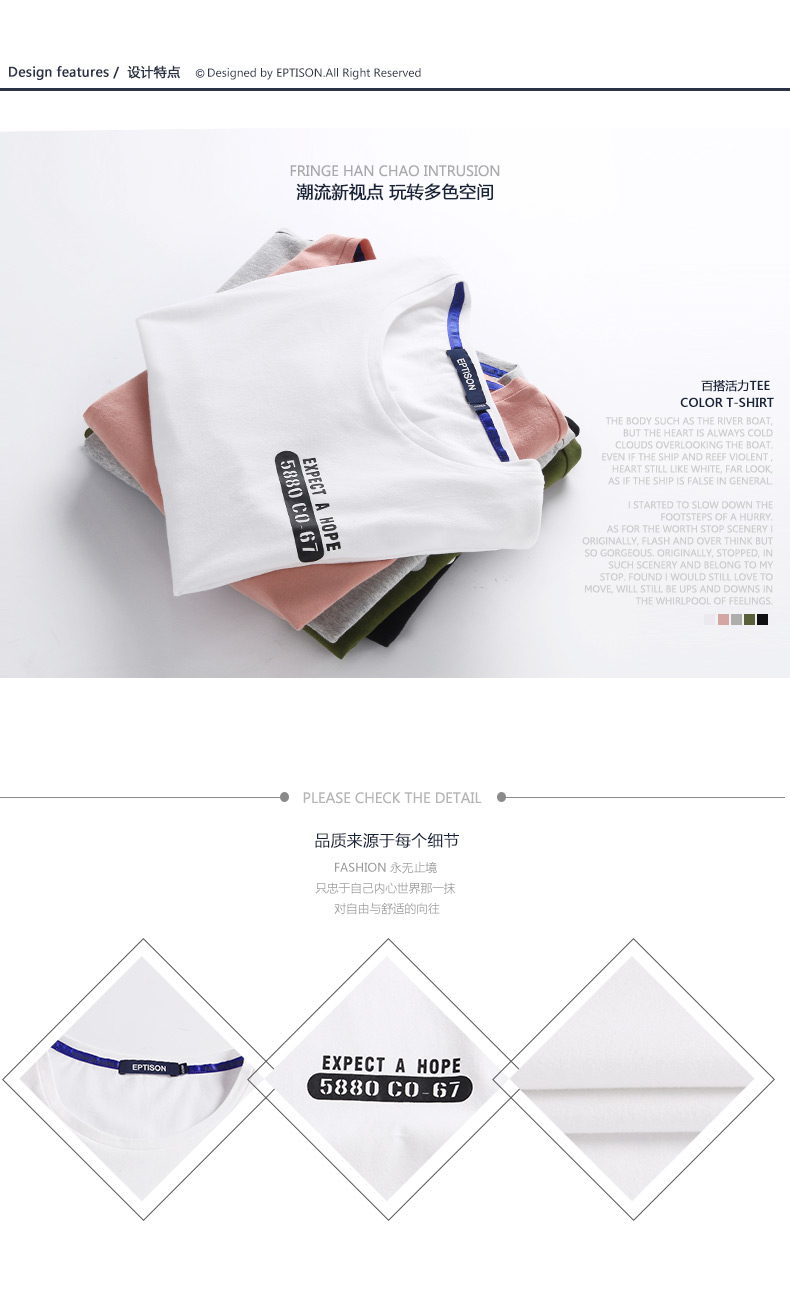 Design features / 设计特点 © Designed by EPTISON.All Right Reserved
FRINGE HAN CHAO INTRUSION
潮流新视点 玩转多色空间
EPTISON
EXPECT A HOPE
5880 CO-67
百搭活力TEE
COLOR T-SHIRT
THE BODY SUCH AS THE RIVER BOAT,
BUT THE HEART IS ALWAYS COLD
CLOUDS OVERLOOKING THE BOAT.
EVEN IF THE SHIP AND REEF VIOLENT ,
HEART STILL LIKE WHITE, FAR LOOK,
AS IF THE SHIP IS FALSE IN GENERAL.
I STARTED TO SLOW DOWN THE
FOOTSTEPS OF A HURRY.
AS FOR THE WORTH STOP SCENERY I
ORIGINALLY, FLASH AND OVER THINK BUT
SO GORGEOUS. ORIGINALLY, STOPPED, IN
SUCH SCENERY AND BELONG TO MY
STOP. FOUND I WOULD STILL LOVE TO
MOVE, WILL STILL BE UPS AND DOWNS IN
THE WHIRLPOOL OF FEELINGS.
PLEASE CHECK THE DETAIL
品质来源于每个细节
FASHION 永无止境
只忠于自己内心世界那一抹
对自由与舒适的向往
EPTISON
EXPECT A HOPE
5880 CO-67